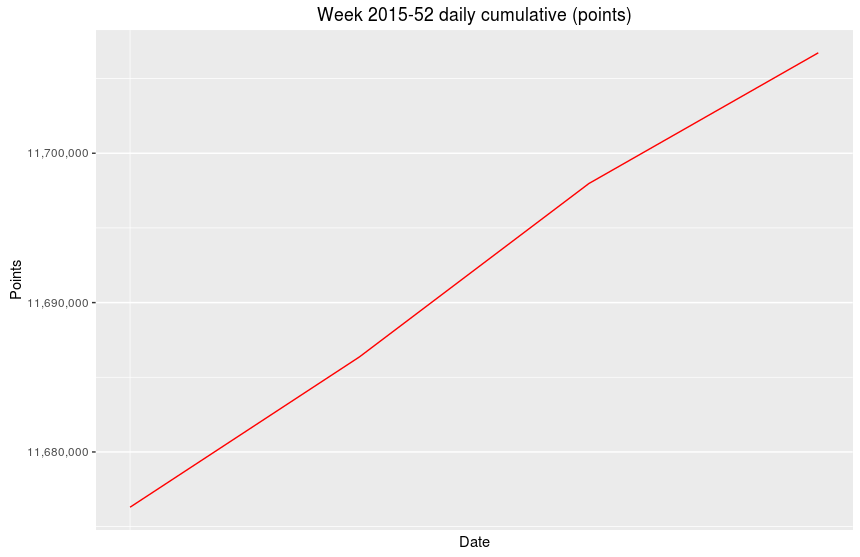 Week 2015-52 daily cumulative (points)
11,700,000
11,690,000
11,680,000
Points
Date